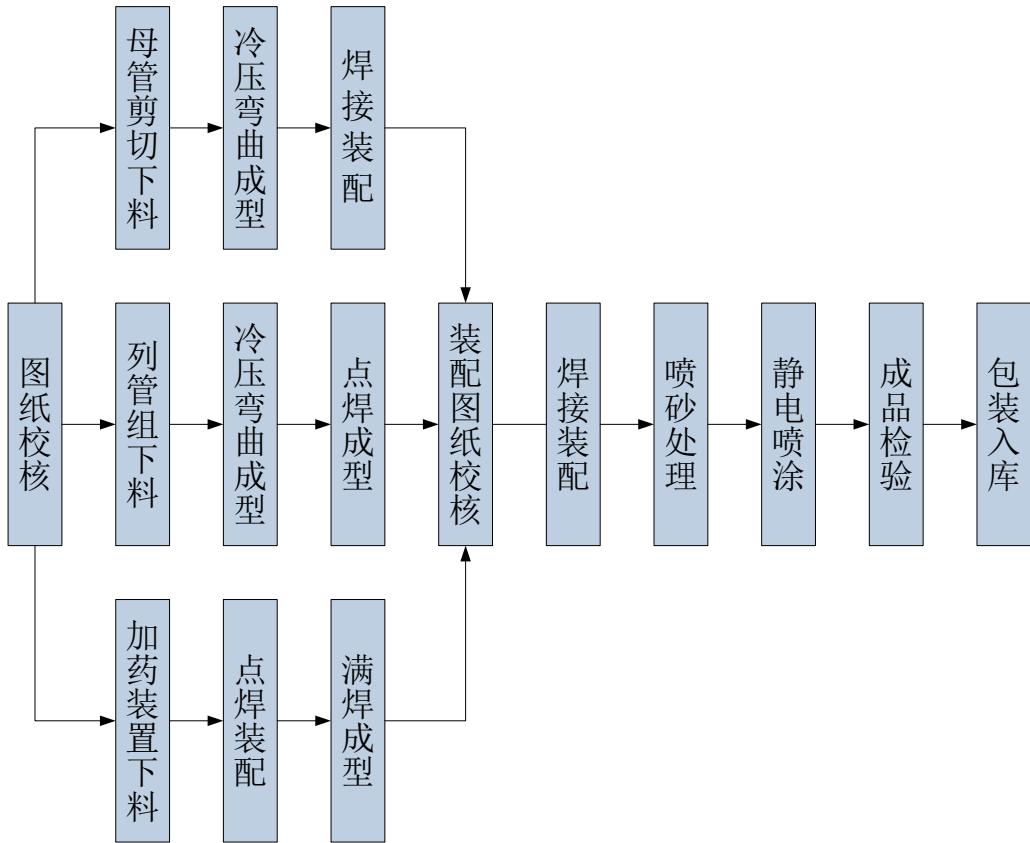 母管剪切下料
冷压弯曲成型
焊接装配
图纸校核
列管组下料
冷压弯曲成型
点焊成型
装配图纸校核
焊接装配
喷砂处理
静电喷涂
成品检验
包装入库
加药装置下料
点焊装配
满焊成型